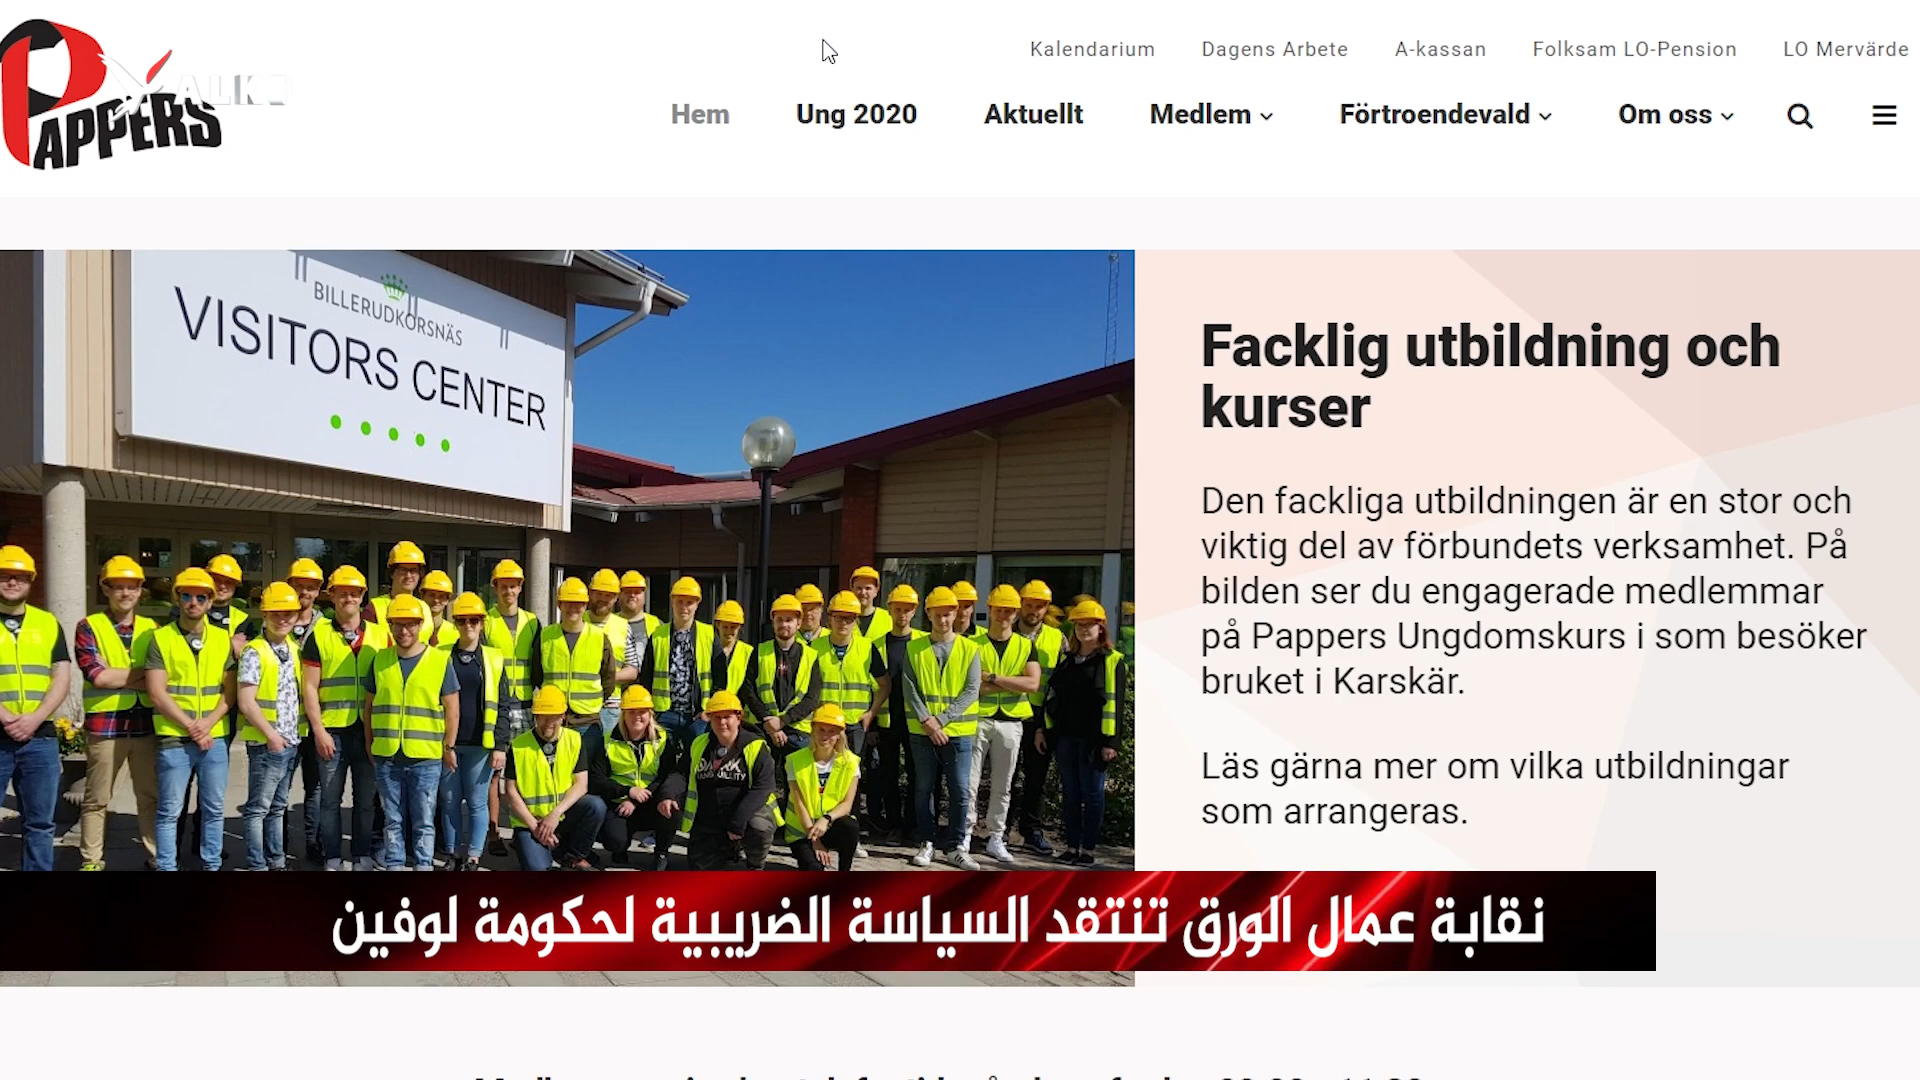 Kalendarium Dagens Arbete A-kassan Folksam LO-Pension LO Mervärde
PAPPERS
Hem Ung 2020 Aktuellt Medlem Förtroendevald Om oss
BILLERUDKORSNÄS
VISITORS CENTER
Facklig utbildning och
kurser
Den fackliga utbildningen är en stor och
viktig del av förbundets verksamhet. På
bilden ser du engagerade medlemmar
på Pappers Ungdomskurs i som besöker
bruket i Karskär.
Läs gärna mer om vilka utbildningar
som arrangeras.
نقابة عمال الورق تنتقد السياسة الضريبية لحكومة لوفين